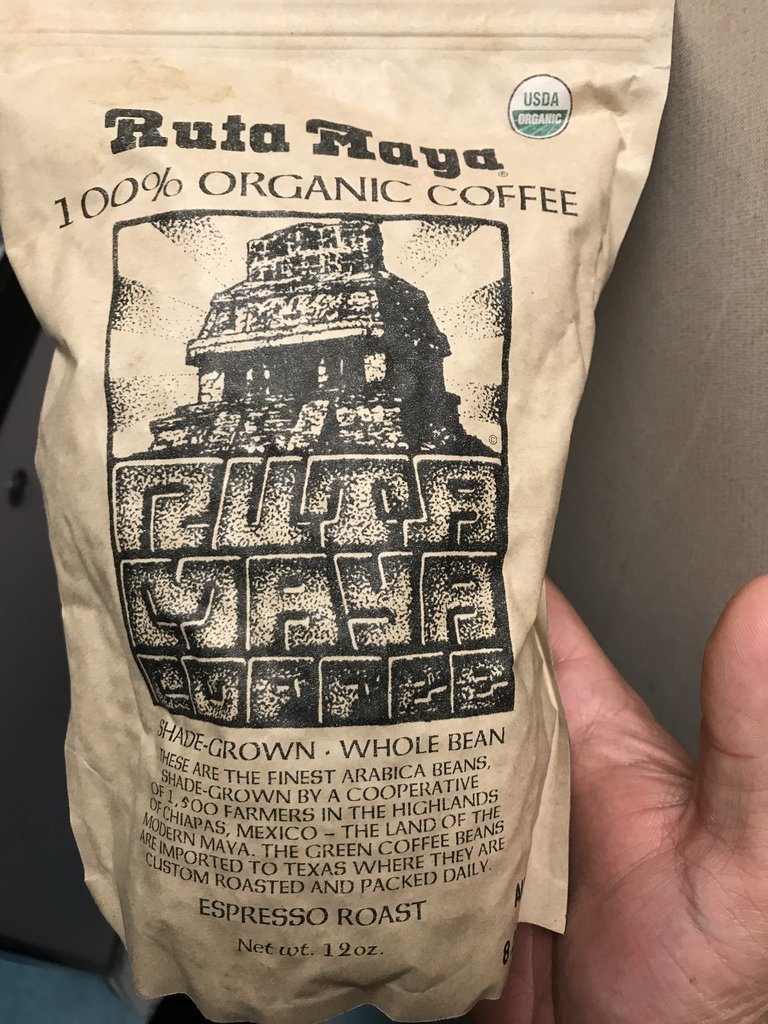 USDA
ORGANIC
Ruta Maya®
100% ORGANIC COFFEE
©
RUTA
MAYA
COFFEE
SHADE-GROWN · WHOLE BEAN
THESE ARE THE FINEST ARABICA BEANS,
SHADE-GROWN BY A COOPERATIVE
OF 1,500 FARMERS IN THE HIGHLANDS
OF CHIAPAS, MEXICO – THE LAND OF THE
MODERN MAYA. THE GREEN COFFEE BEANS
ARE IMPORTED TO TEXAS WHERE THEY ARE
CUSTOM ROASTED AND PACKED DAILY.
ESPRESSO ROAST
Net wt. 12oz.